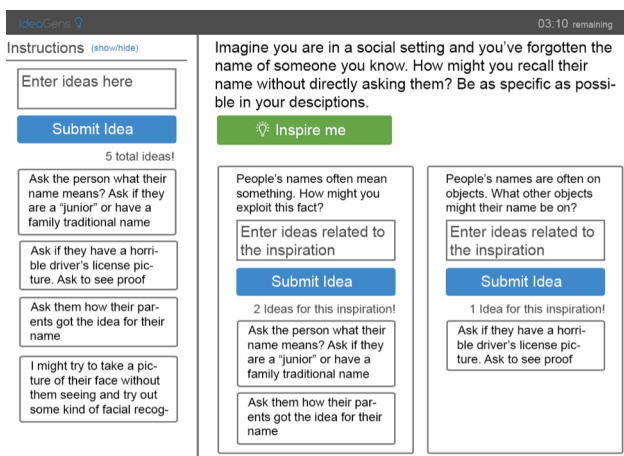 IdeaGens
03:10 remaining
Instructions (show/hide)
Enter ideas here
Submit Idea
5 total ideas!
Ask the person what their
name means? Ask if they
are a “junior” or have a
family traditional name
Ask if they have a horri-
ble driver’s license pic-
ture. Ask to see proof
Ask them how their par-
ents got the idea for their
name
I might try to take a pic-
ture of their face without
them seeing and try out
some kind of facial recog-
Imagine you are in a social setting and you’ve forgotten the
name of someone you know. How might you recall their
name without directly asking them? Be as specific as possi-
ble in your desciptions.
Inspire me
People’s names often mean
something. How might you
exploit this fact?
Enter ideas related to
the inspiration
Submit Idea
2 Ideas for this inspiration!
Ask the person what their
name means? Ask if they
are a “junior” or have a
family traditional name
Ask them how their par-
ents got the idea for their
name
People’s names are often on
objects. What other objects
might their name be on?
Enter ideas related to
the inspiration
Submit Idea
1 Idea for this inspiration!
Ask if they have a horri-
ble driver’s license pic-
ture. Ask to see proof